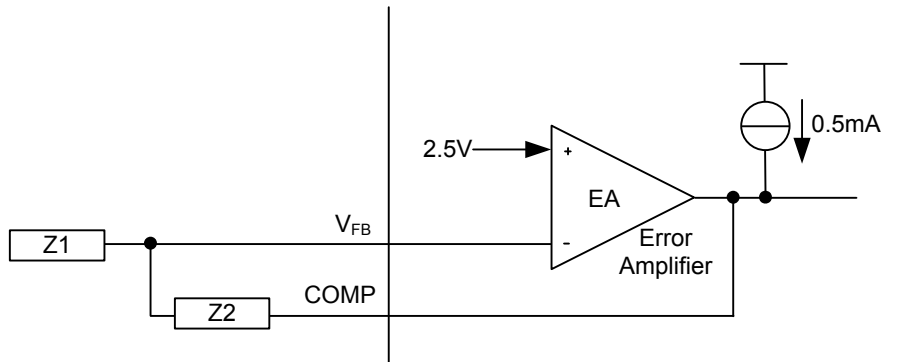 0.5mA
2.5V
+
EA
VFB
-
Error
Amplifier
Z1
COMP
Z2